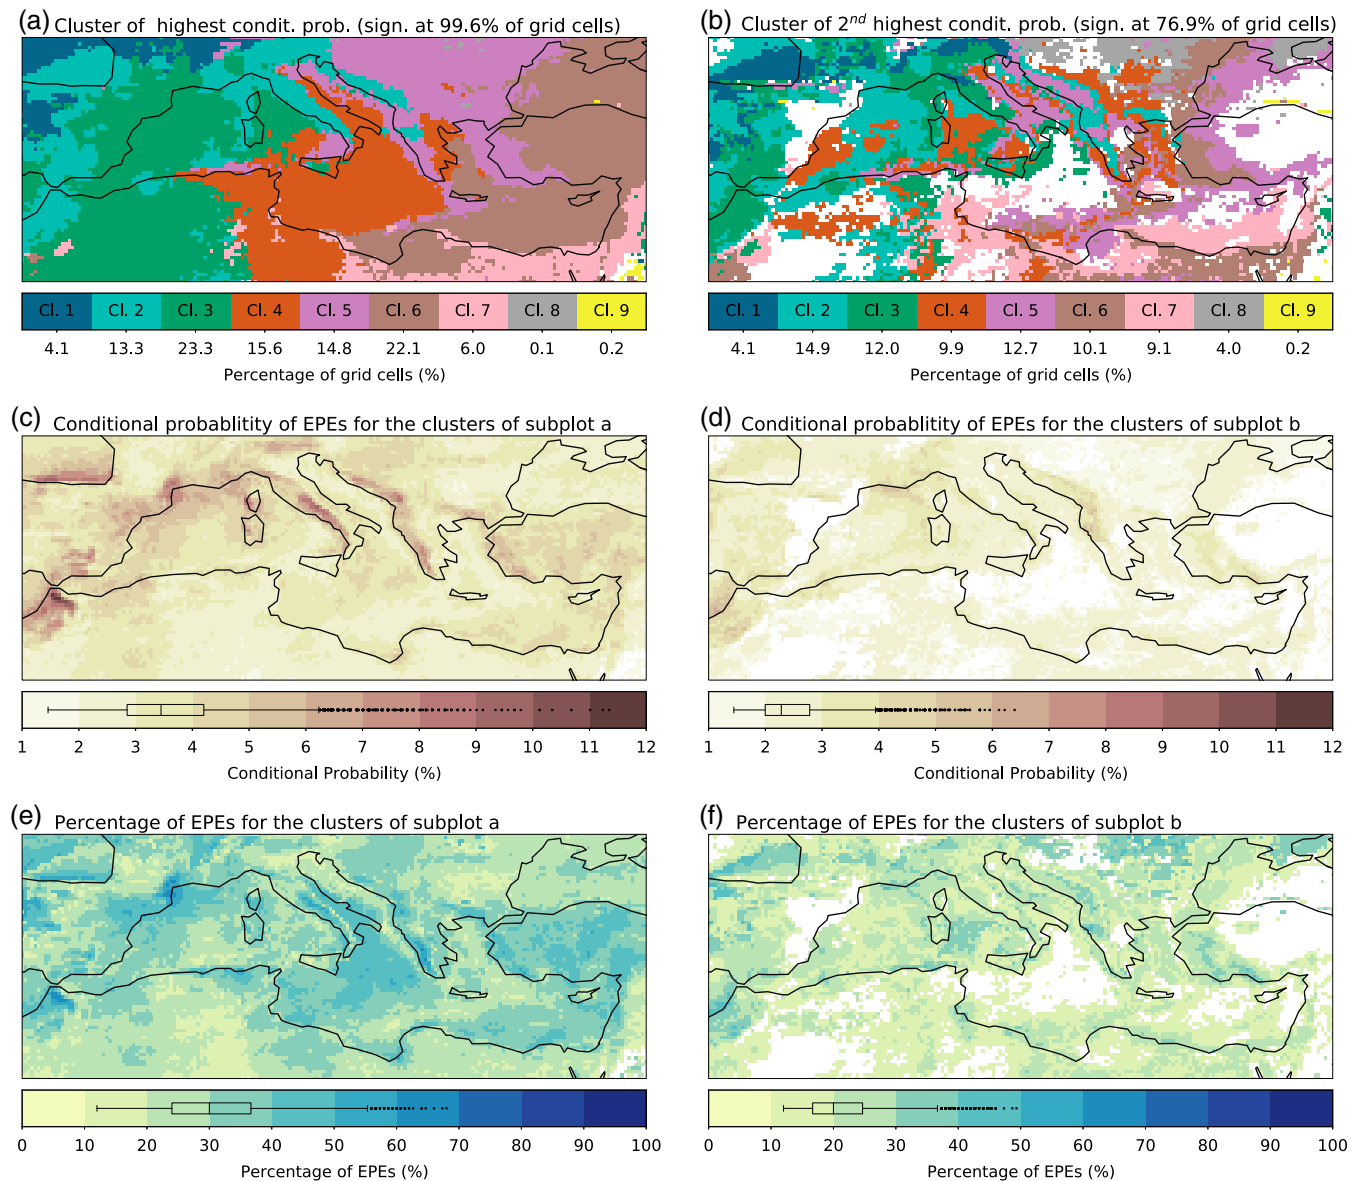 (a) Cluster of highest condit. prob. (sign. at 99.6% of grid cells)
(b) Cluster of 2nd highest condit. prob. (sign. at 76.9% of grid cells)
Cl. 1 Cl. 2 Cl. 3 Cl. 4 Cl. 5 Cl. 6 Cl. 7 Cl. 8 Cl. 9
4.1 13.3 23.3 15.6 14.8 22.1 6.0 0.1 0.2
Percentage of grid cells (%)
Cl. 1 Cl. 2 Cl. 3 Cl. 4 Cl. 5 Cl. 6 Cl. 7 Cl. 8 Cl. 9
4.1 14.9 12.0 9.9 12.7 10.1 9.1 4.0 0.2
Percentage of grid cells (%)
(c) Conditional probablitity of EPEs for the clusters of subplot a
(d) Conditional probablitity of EPEs for the clusters of subplot b
1 2 3 4 5 6 7 8 9 10 11 12
Conditional Probability (%)
1 2 3 4 5 6 7 8 9 10 11 12
Conditional Probability (%)
(e) Percentage of EPEs for the clusters of subplot a
(f) Percentage of EPEs for the clusters of subplot b
0 10 20 30 40 50 60 70 80 90 100
Percentage of EPEs (%)
0 10 20 30 40 50 60 70 80 90 100
Percentage of EPEs (%)